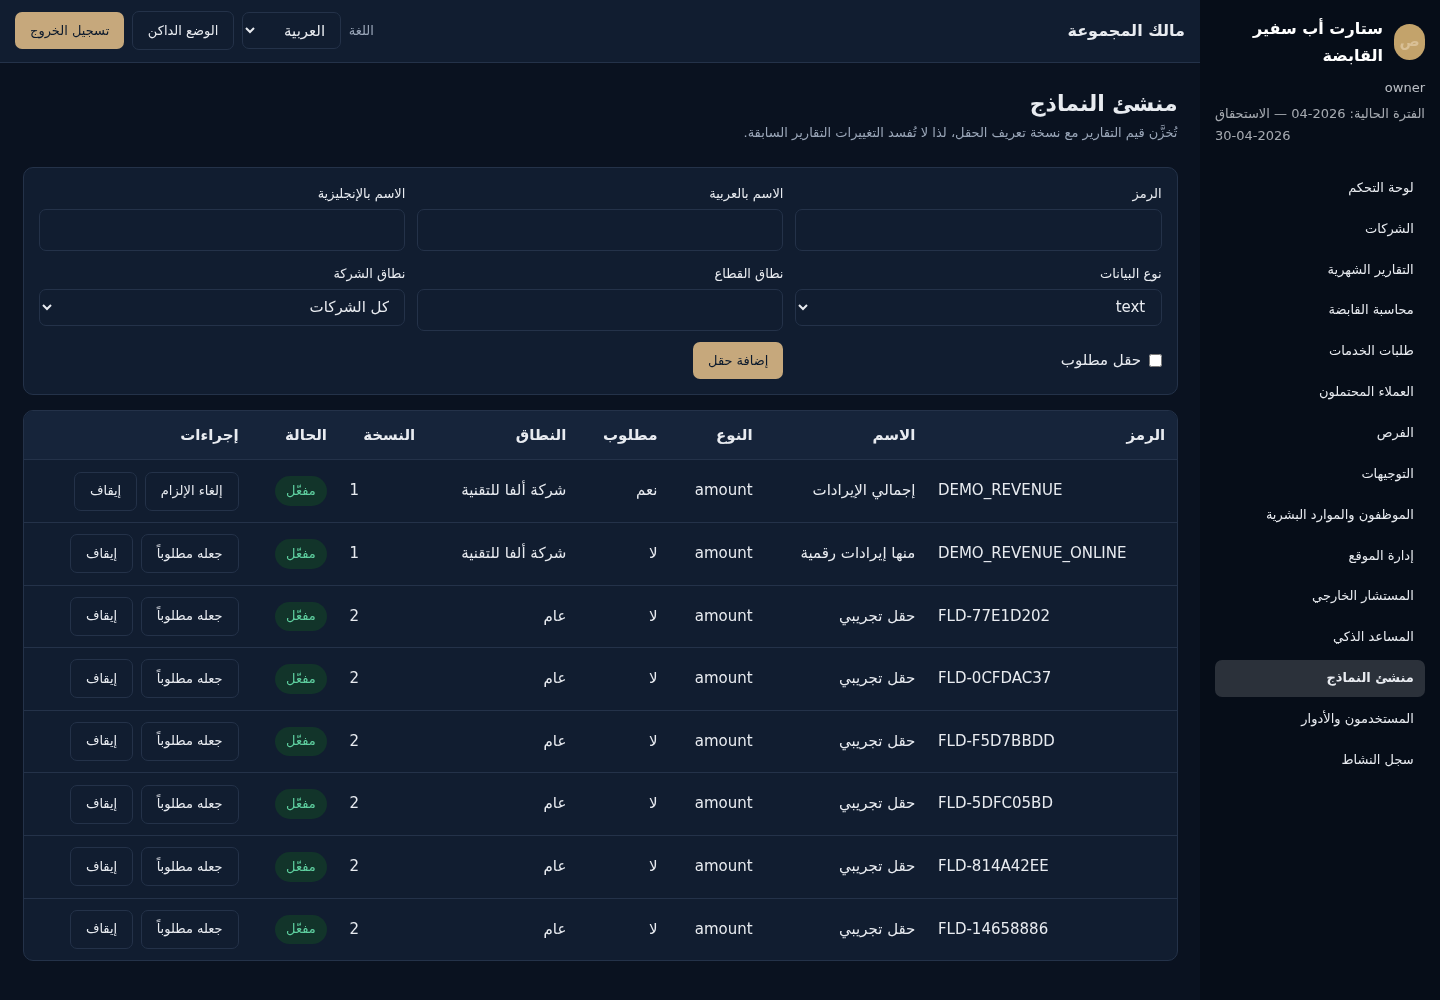 ص
ستارت أب سفير
القابضة
owner
الفترة الحالية: 2026-04 — الاستحقاق
2026-04-30
لوحة التحكم
الشركات
التقارير الشهرية
محاسبة القابضة
طلبات الخدمات
العملاء المحتملون
الفرص
التوجيهات
الموظفون والموارد البشرية
إدارة الموقع
المستشار الخارجي
المساعد الذكي
منشئ النماذج
المستخدمون والأدوار
سجل النشاط
مالك المجموعة
اللغة العربية الوضع الداكن تسجيل الخروج
منشئ النماذج
تُخزَّن قيم التقارير مع نسخة تعريف الحقل، لذا لا تُفسد التغييرات التقارير السابقة.
الرمز الاسم بالعربية الاسم بالإنجليزية
نوع البيانات نطاق القطاع نطاق الشركة
text كل الشركات
حقل مطلوب إضافة حقل
الرمز الاسم النوع مطلوب النطاق النسخة الحالة إجراءات
DEMO_REVENUE إجمالي الإيرادات amount نعم شركة ألفا للتقنية 1 مفعّل إلغاء الإلزام إيقاف
DEMO_REVENUE_ONLINE منها إيرادات رقمية amount لا شركة ألفا للتقنية 1 مفعّل جعله مطلوباً إيقاف
FLD-77E1D202 حقل تجريبي amount لا عام 2 مفعّل جعله مطلوباً إيقاف
FLD-0CFDAC37 حقل تجريبي amount لا عام 2 مفعّل جعله مطلوباً إيقاف
FLD-F5D7BBDD حقل تجريبي amount لا عام 2 مفعّل جعله مطلوباً إيقاف
FLD-5DFC05BD حقل تجريبي amount لا عام 2 مفعّل جعله مطلوباً إيقاف
FLD-814A42EE حقل تجريبي amount لا عام 2 مفعّل جعله مطلوباً إيقاف
FLD-14658886 حقل تجريبي amount لا عام 2 مفعّل جعله مطلوباً إيقاف